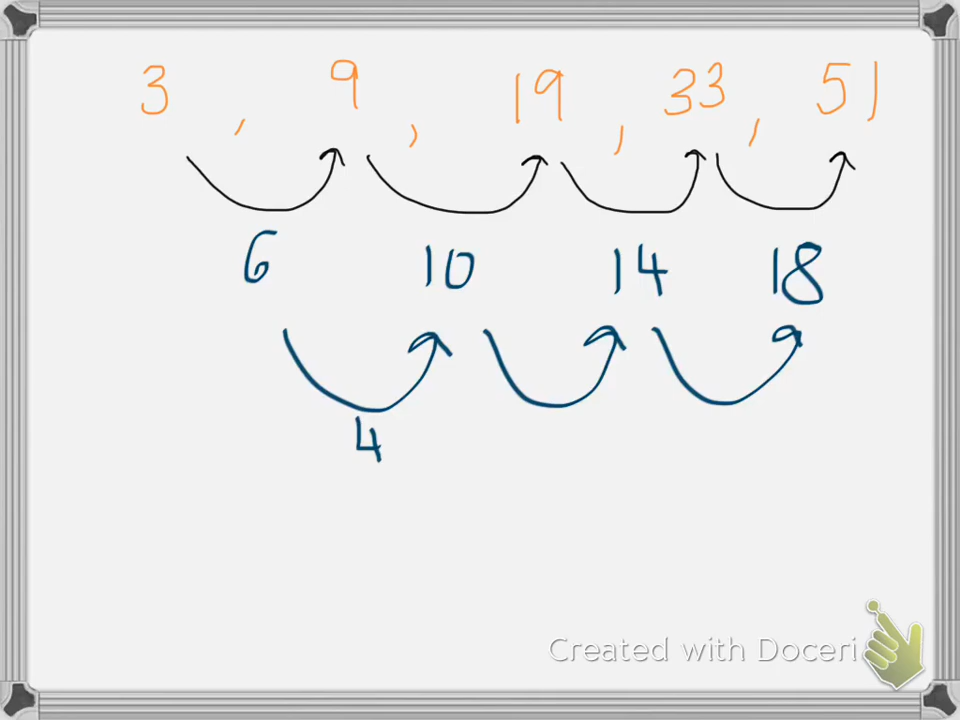 3 , 9 , 19 , 33 , 51
6 10 14 18
4
Created with Doceri